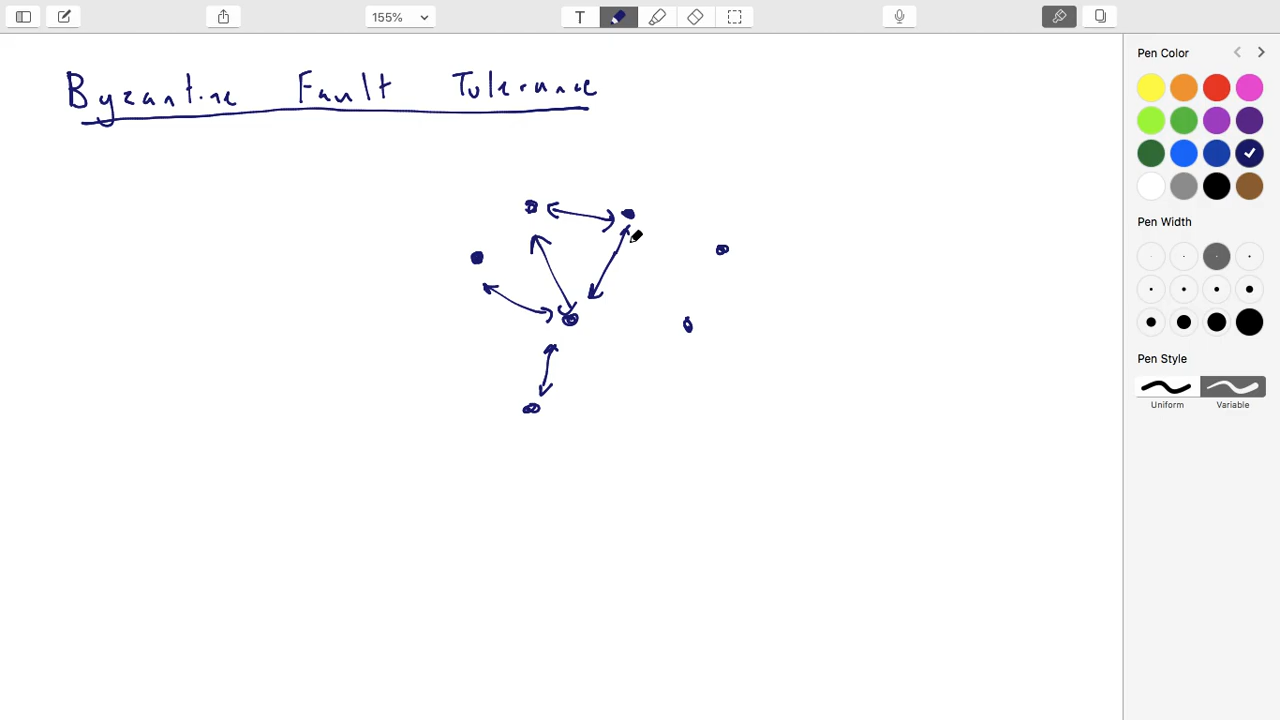 155%
T
Pen Color
Byzantine Fault Tolerance
Pen Width
Pen Style
Uniform
Variable